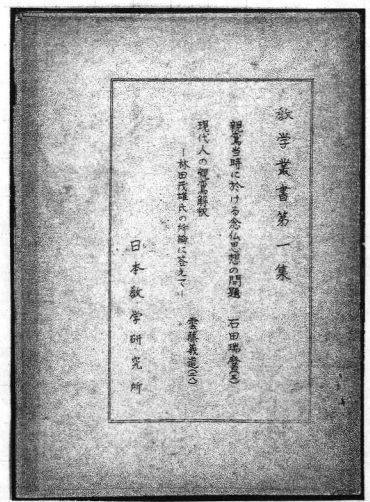 教学叢書第一集
親鸞当時に於ける念仏思想の問題 石田瑞麿(三)
現代人の親鸞解釈
―林田茂雄氏の所論に答えて― 雲藤義道(二八)
日本教学研究所